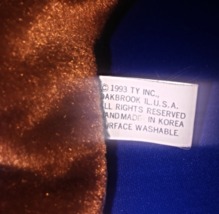 © 1993 TY INC.,
OAKBROOK IL. U.S.A.
ALL RIGHTS RESERVED
HANDMADE IN KOREA
SURFACE WASHABLE.